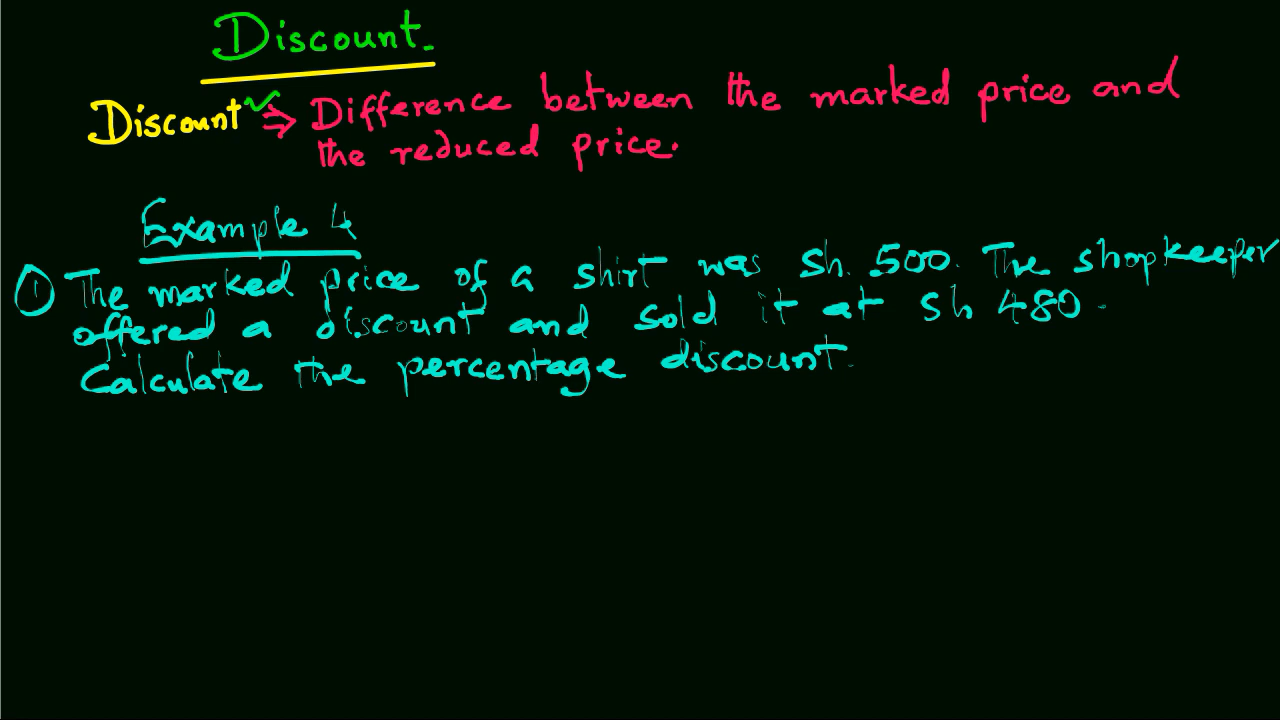 Discount.
Discount ✓ ⇒ Difference between the marked price and
the reduced price.
Example 4
① The marked price of a shirt was sh. 500. The shopkeeper
offered a discount and sold it at sh 480.
Calculate the percentage discount.